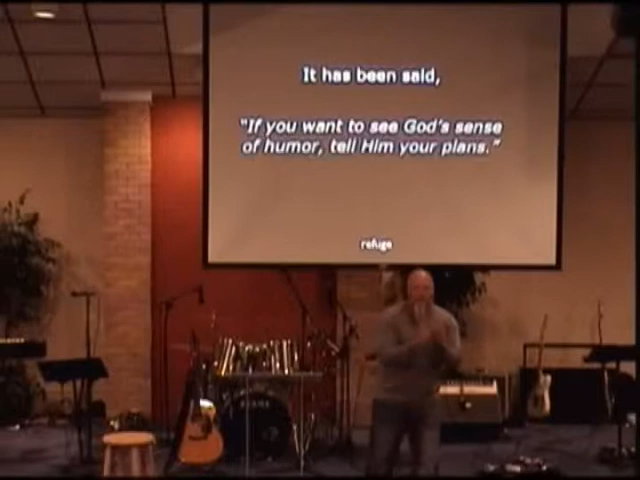 It has been said,
"If you want to see God's sense
of humor, tell Him your plans."
refuge